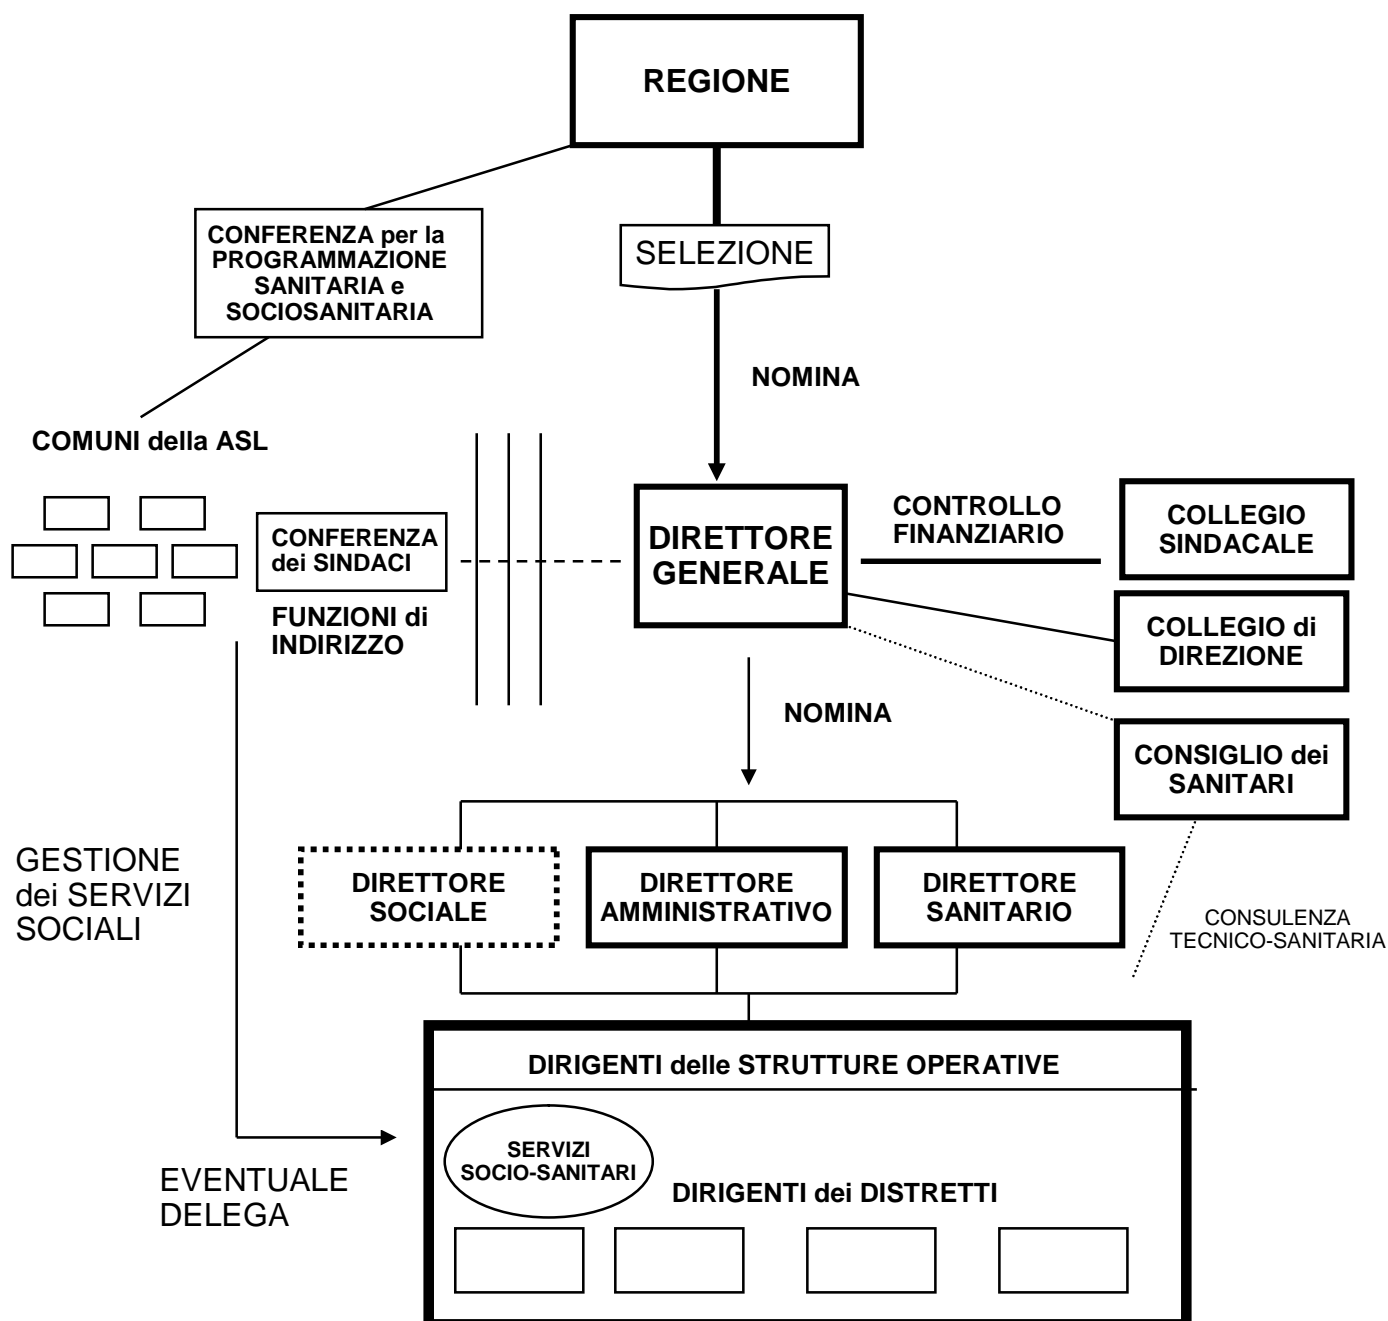 REGIONE
CONFERENZA per la
PROGRAMMAZIONE
SANITARIA e
SOCIOSANITARIA
SELEZIONE
NOMINA
COMUNI della ASL
CONFERENZA
dei SINDACI
FUNZIONI di
INDIRIZZO
DIRETTORE
GENERALE
CONTROLLO
FINANZIARIO
COLLEGIO
SINDACALE
COLLEGIO di
DIREZIONE
NOMINA
CONSIGLIO dei
SANITARI
GESTIONE
dei SERVIZI
SOCIALI
DIRETTORE
SOCIALE
DIRETTORE
AMMINISTRATIVO
DIRETTORE
SANITARIO
CONSULENZA
TECNICO-SANITARIA
DIRIGENTI delle STRUTTURE OPERATIVE
SERVIZI
SOCIO-SANITARI
EVENTUALE
DELEGA
DIRIGENTI dei DISTRETTI